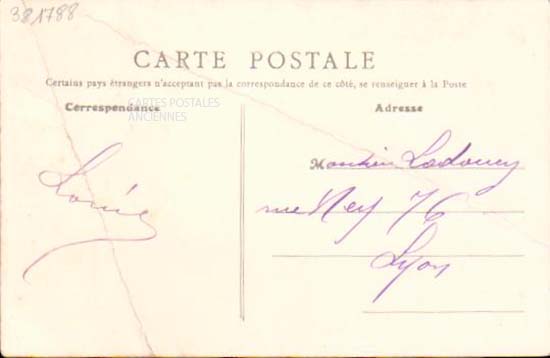 381788
CARTE POSTALE
Certains pays étrangers n'acceptant pas la correspondance de ce côté, se renseigner à la Poste
Correspondance
CARTES POSTALES
ANCIENNES
Louise
Adresse
Monsieur Ladouey
rue Ney 76
Lyon